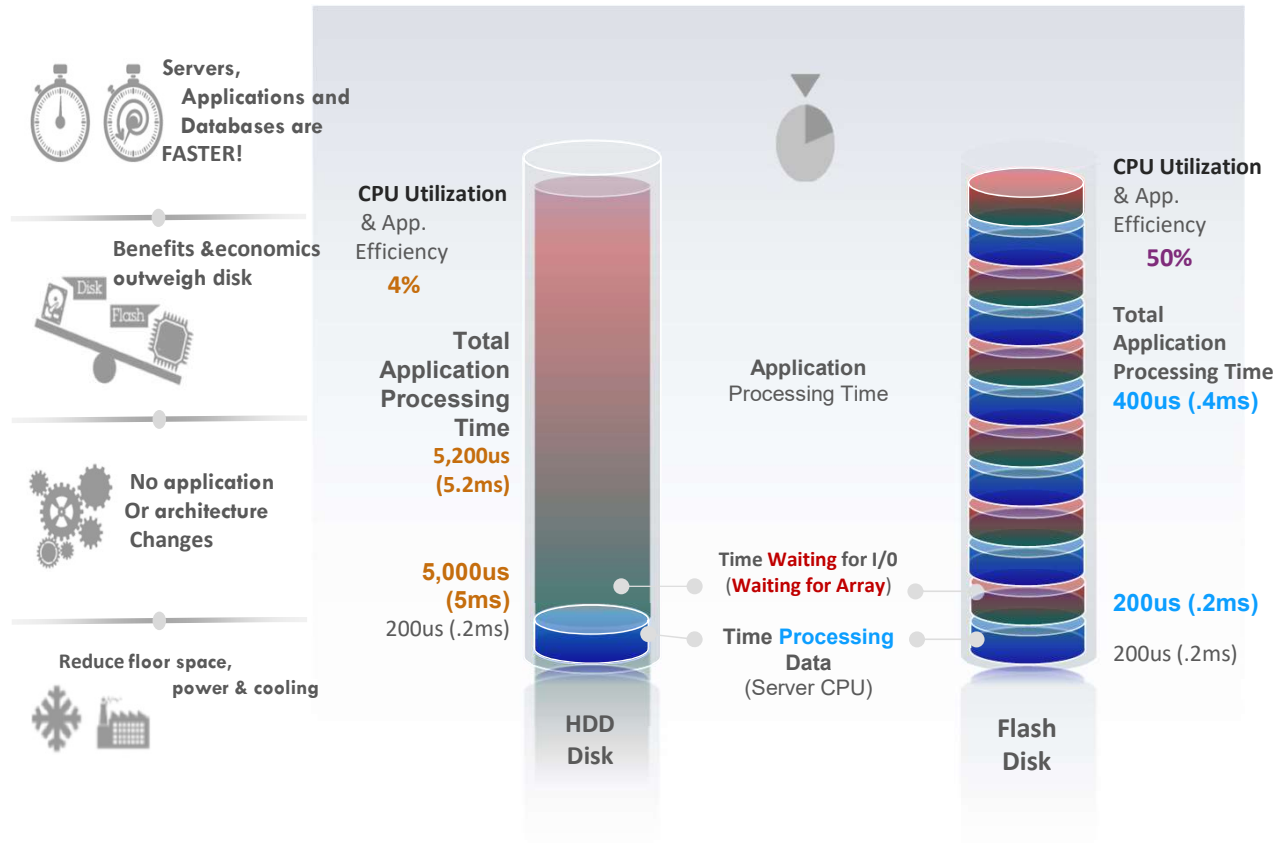 Servers,
Applications and
Databases are
FASTER!
Benefits &economics
outweigh disk
Disk
Flash
No application
Or architecture
Changes
Reduce floor space,
power & cooling
CPU Utilization
& App.
Efficiency
4%
Total
Application
Processing
Time
5,200us
(5.2ms)
5,000us
(5ms)
200us (.2ms)
HDD
Disk
Application
Processing Time
Time Waiting for I/0
(Waiting for Array)
Time Processing
Data
(Server CPU)
CPU Utilization
& App.
Efficiency
50%
Total
Application
Processing Time
400us (.4ms)
200us (.2ms)
200us (.2ms)
Flash
Disk